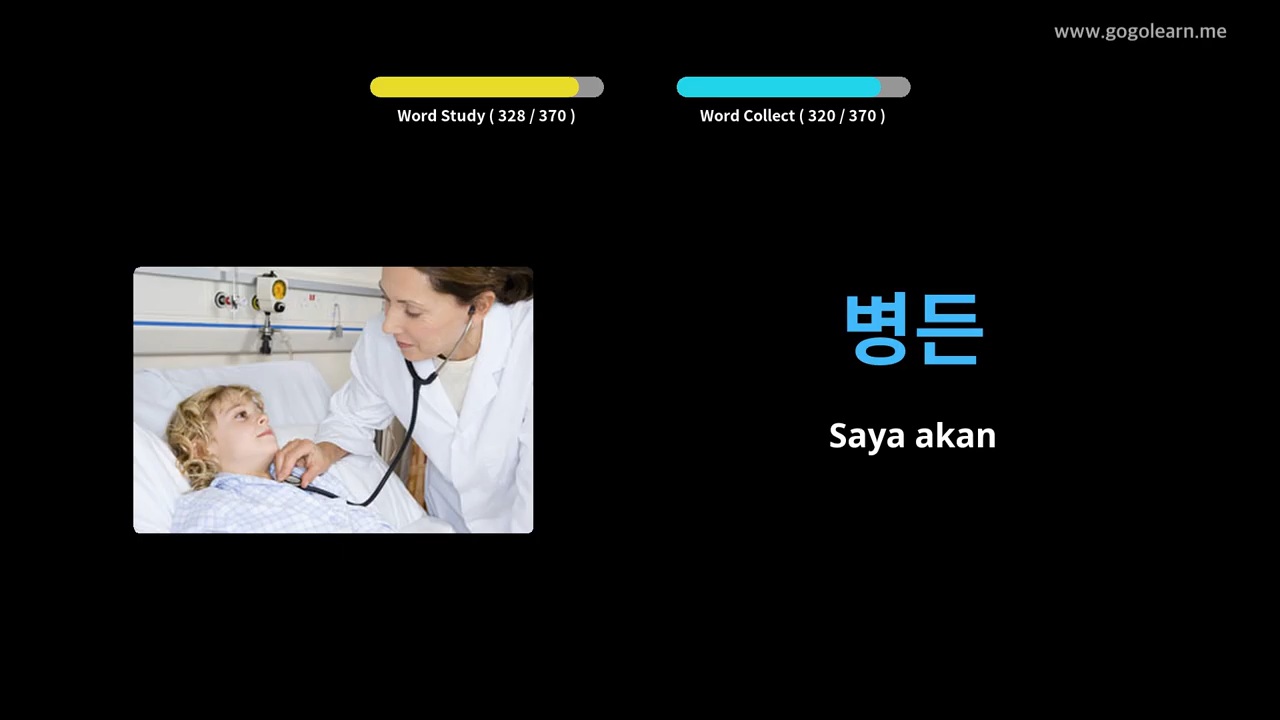 www.gogolearn.me
Word Study ( 328 / 370 )
Word Collect ( 320 / 370 )
병든
Saya akan